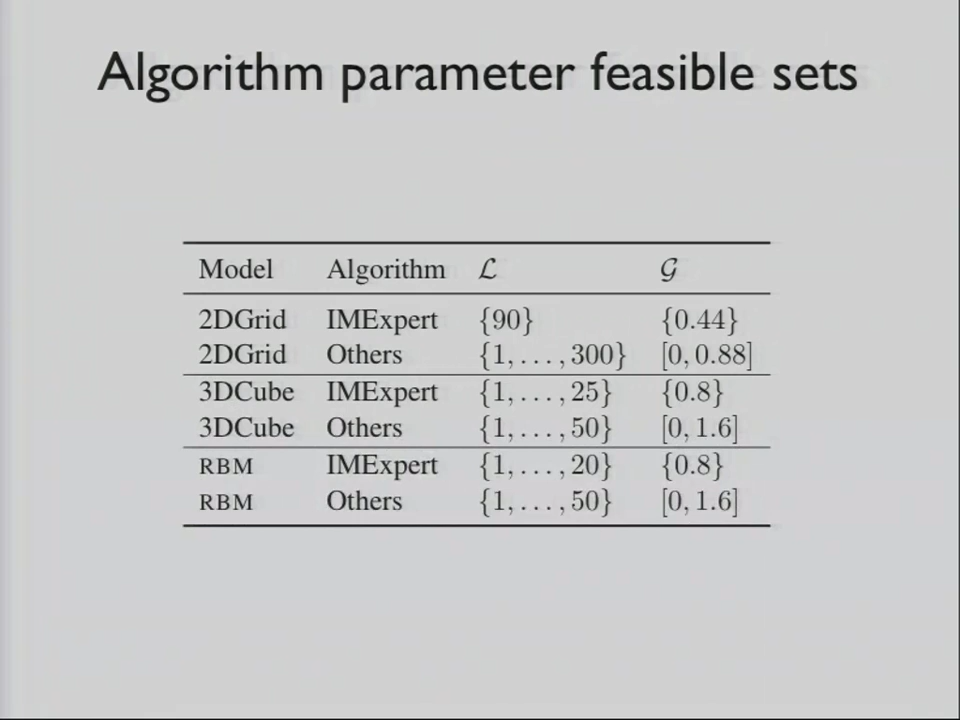 Algorithm parameter feasible sets
Model Algorithm ℒ 𝒢
2DGrid IMExpert {90} {0.44}
2DGrid Others {1, . . . , 300} [0, 0.88]
3DCube IMExpert {1, . . . , 25} {0.8}
3DCube Others {1, . . . , 50} [0, 1.6]
RBM IMExpert {1, . . . , 20} {0.8}
RBM Others {1, . . . , 50} [0, 1.6]